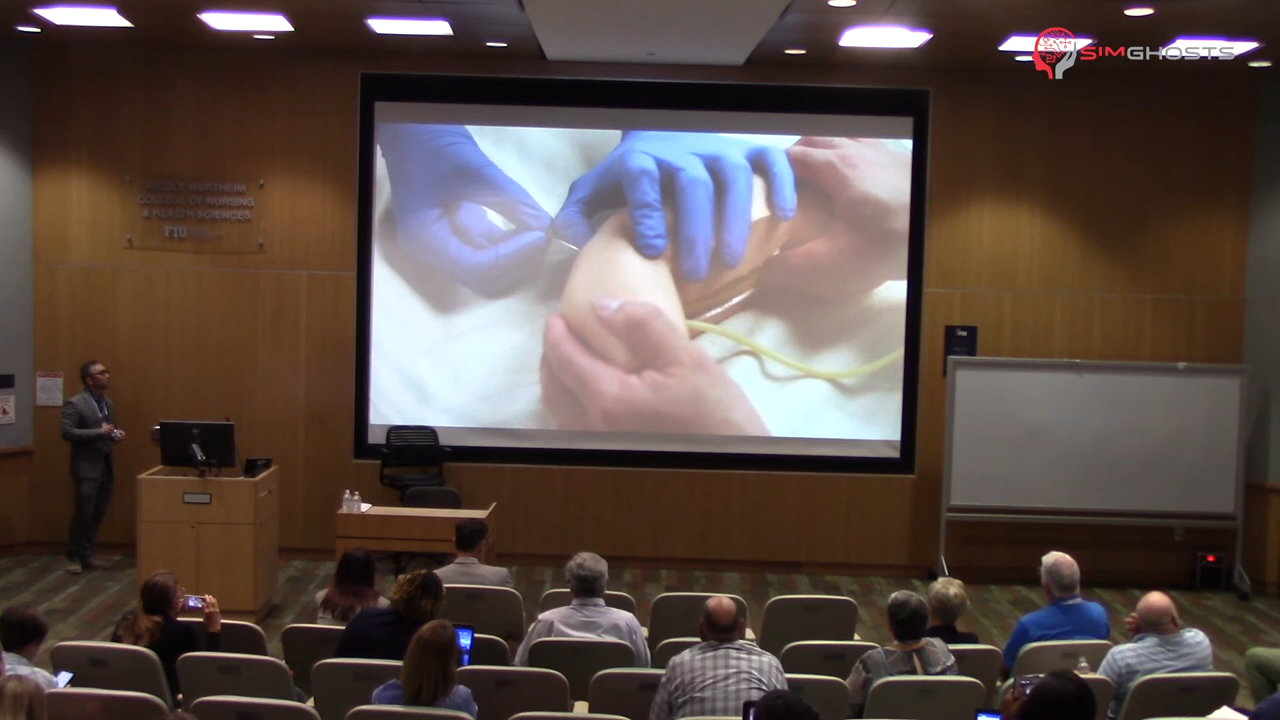 SIMGHOSTS
NICOLE WERTHEIM
COLLEGE OF NURSING
& HEALTH SCIENCES
FIU